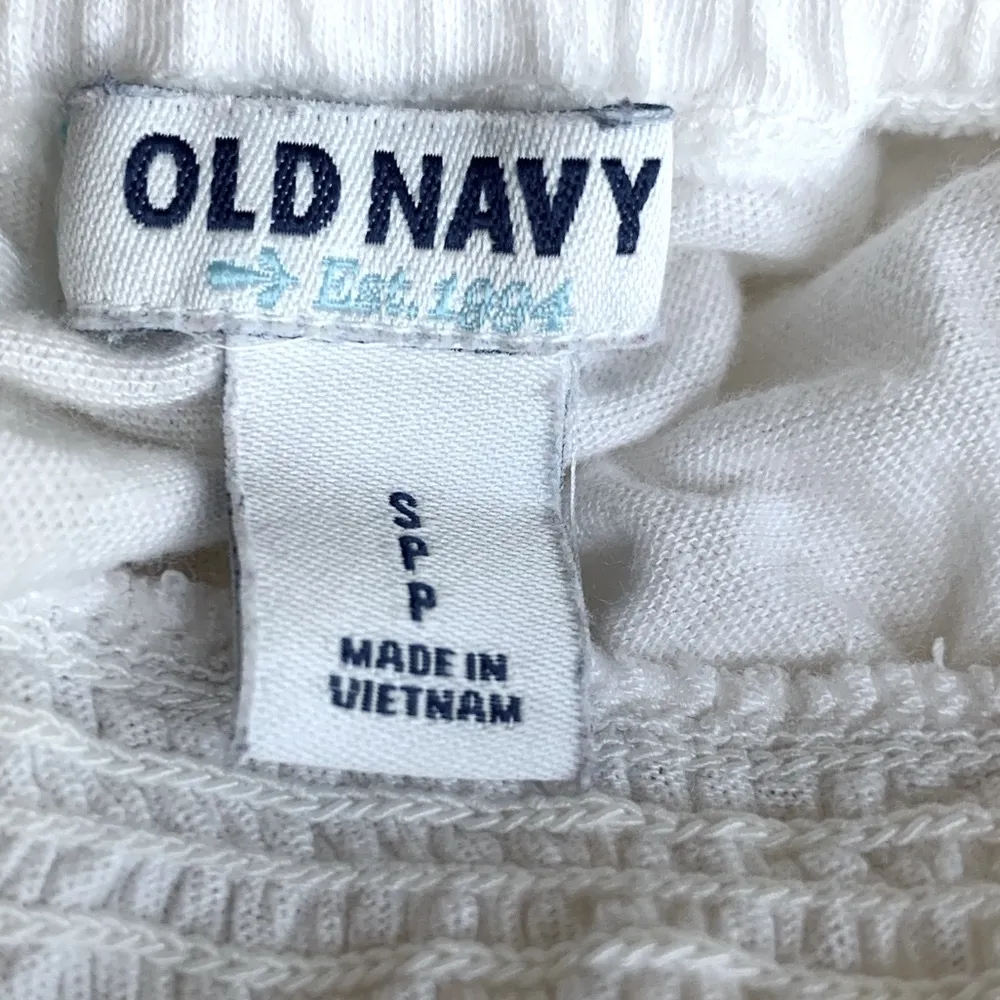 OLD NAVY
Est. 1994
S
P
P
MADE IN
VIETNAM